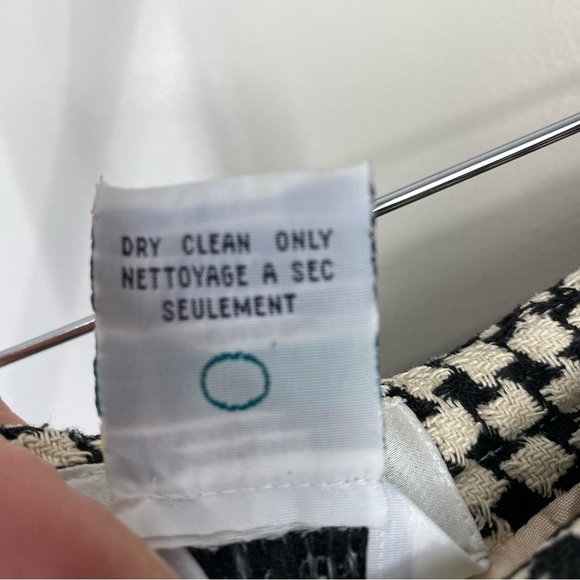 DRY CLEAN ONLY
NETTOYAGE A SEC
SEULEMENT